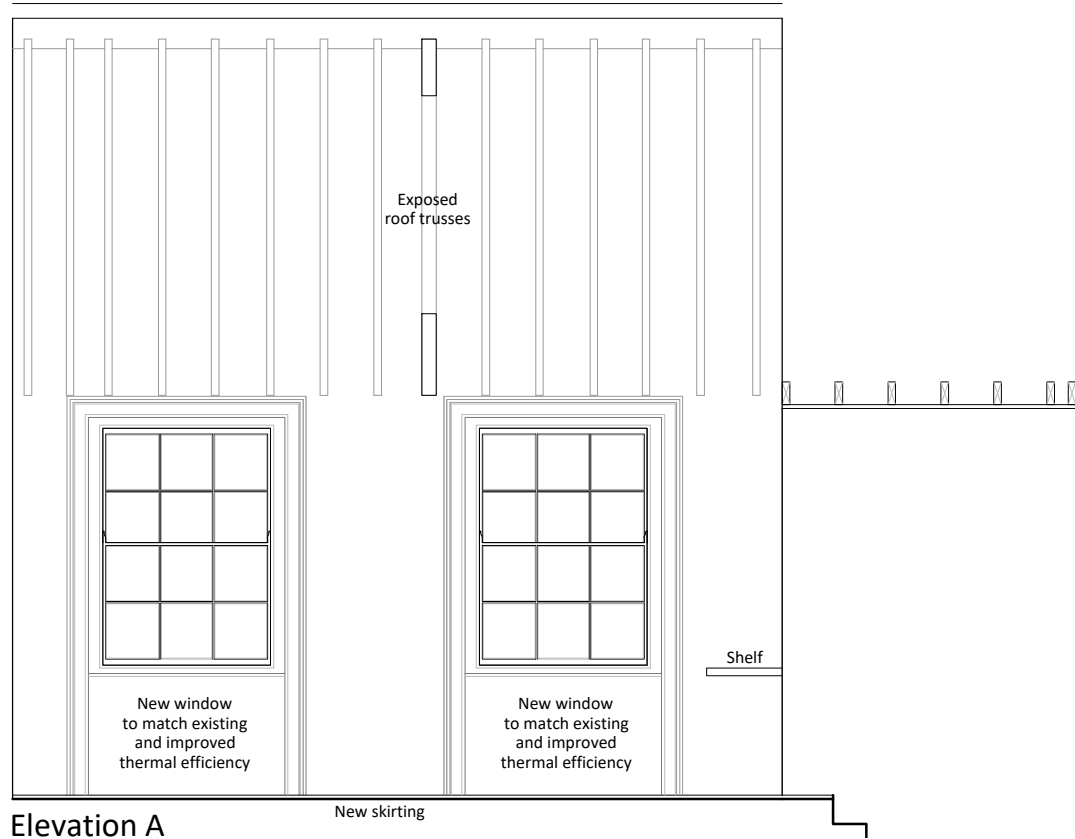 Exposed
roof trusses
Shelf
New window
to match existing
and improved
thermal efficiency
New window
to match existing
and improved
thermal efficiency
New skirting
Elevation A